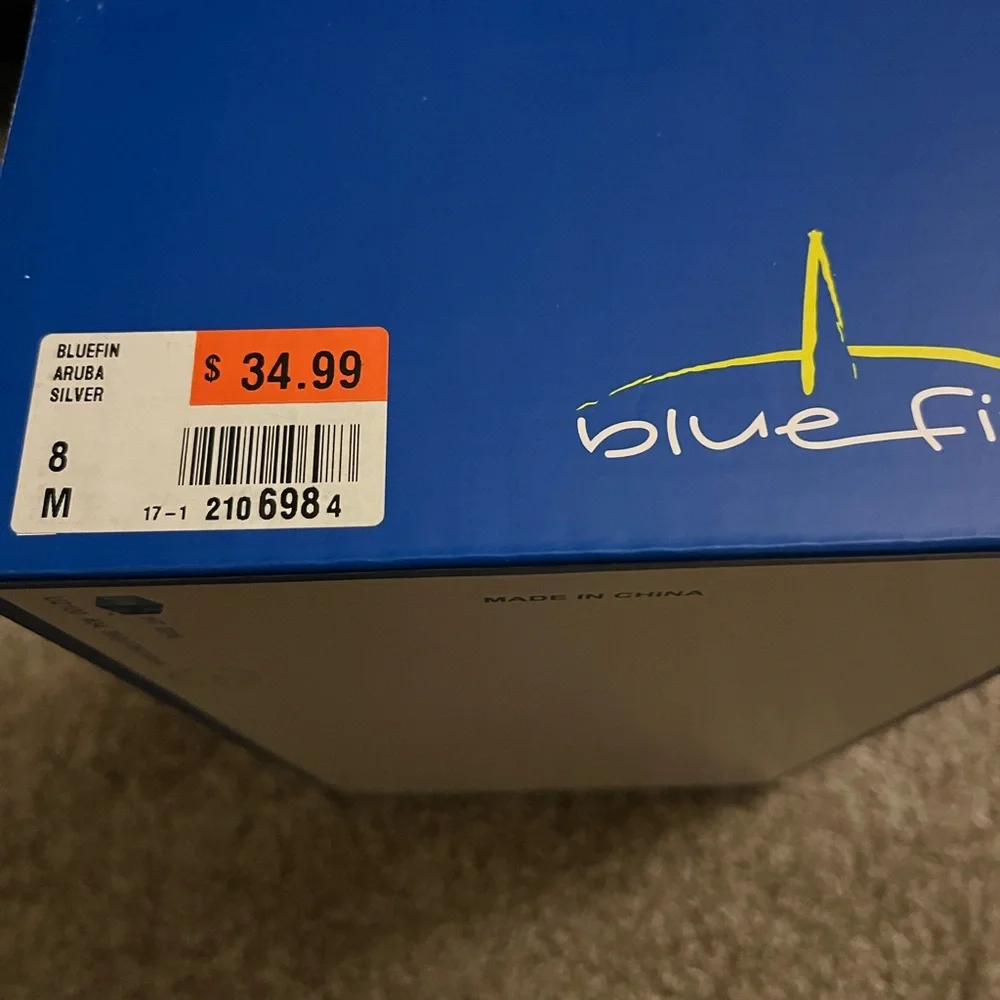 BLUEFIN
ARUBA
SILVER
$ 34.99
8
M
17-1 210 698 4
blue fi
MADE IN CHINA